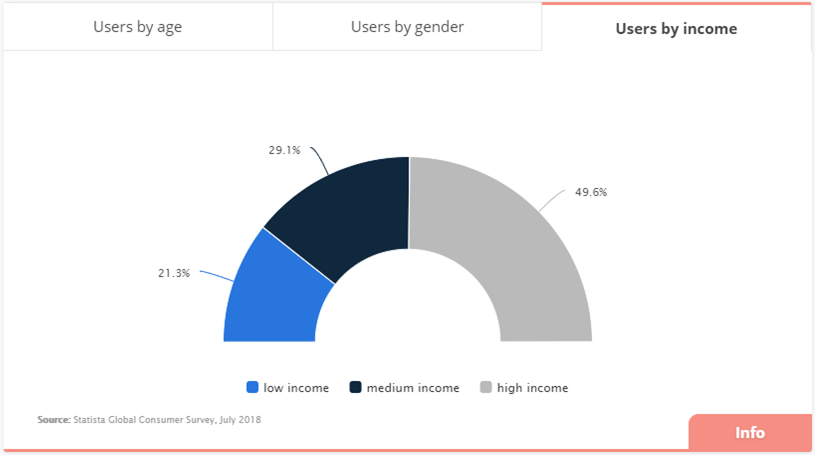 Users by age
Users by gender
Users by income
29.1%
49.6%
21.3%
low income
medium income
high income
Source: Statista Global Consumer Survey, July 2018
Info